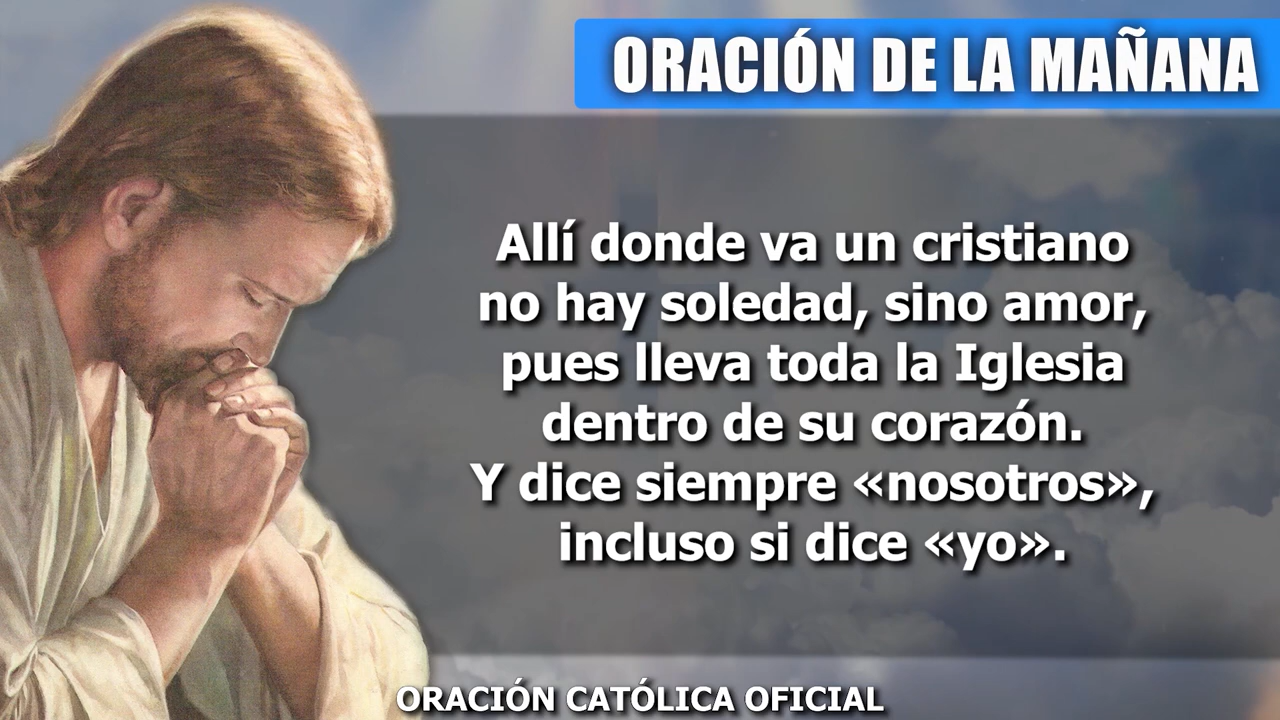 ORACIÓN DE LA MAÑANA
Allí donde va un cristiano
no hay soledad, sino amor,
pues lleva toda la Iglesia
dentro de su corazón.
Y dice siempre «nosotros»,
incluso si dice «yo».
ORACIÓN CATÓLICA OFICIAL